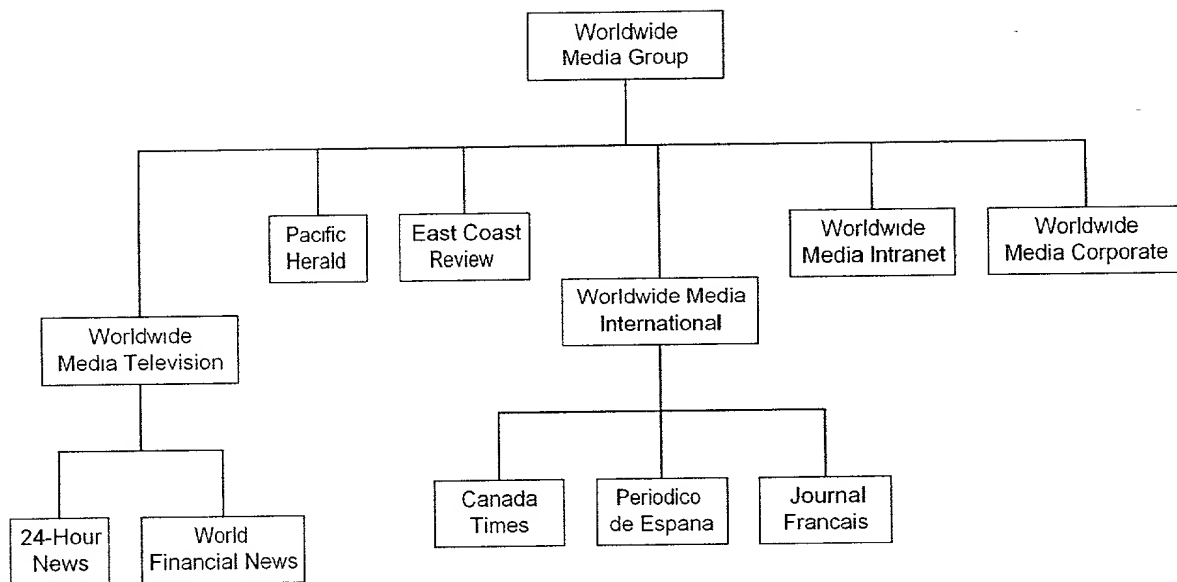 Worldwide
Media Group
Pacific
Herald
East Coast
Review
Worldwide
Media Intranet
Worldwide
Media Corporate
Worldwide Media
International
Worldwide
Media Television
Canada
Times
Periodico
de Espana
Journal
Francais
24-Hour
News
World
Financial News